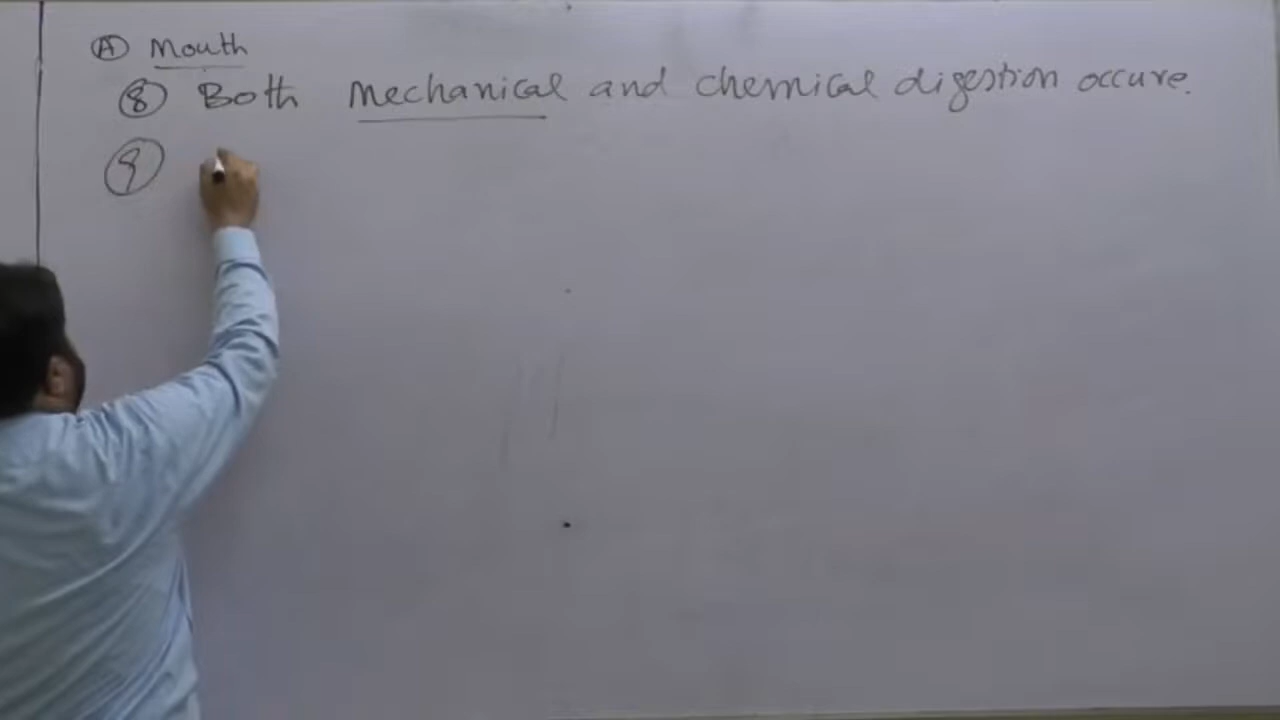 Ⓐ Mouth
⑧ Both mechanical and chemical digestion occure.
⑨